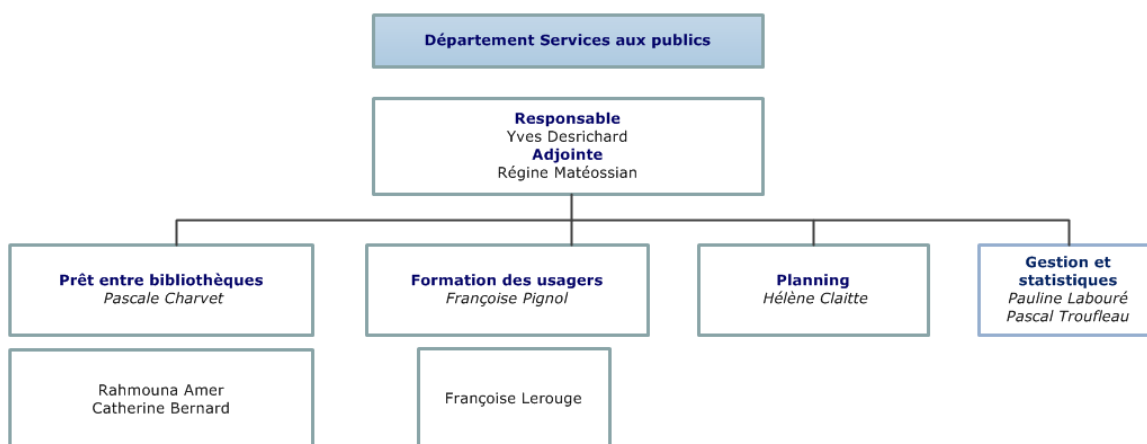 Département Services aux publics
Responsable
Yves Desrichard
Adjointe
Régine Matéossian
Prêt entre bibliothèques
Pascale Charvet
Formation des usagers
Françoise Pignol
Planning
Hélène Claitte
Gestion et
statistiques
Pauline Labouré
Pascal Troufleau
Rahmouna Amer
Catherine Bernard
Françoise Lerouge